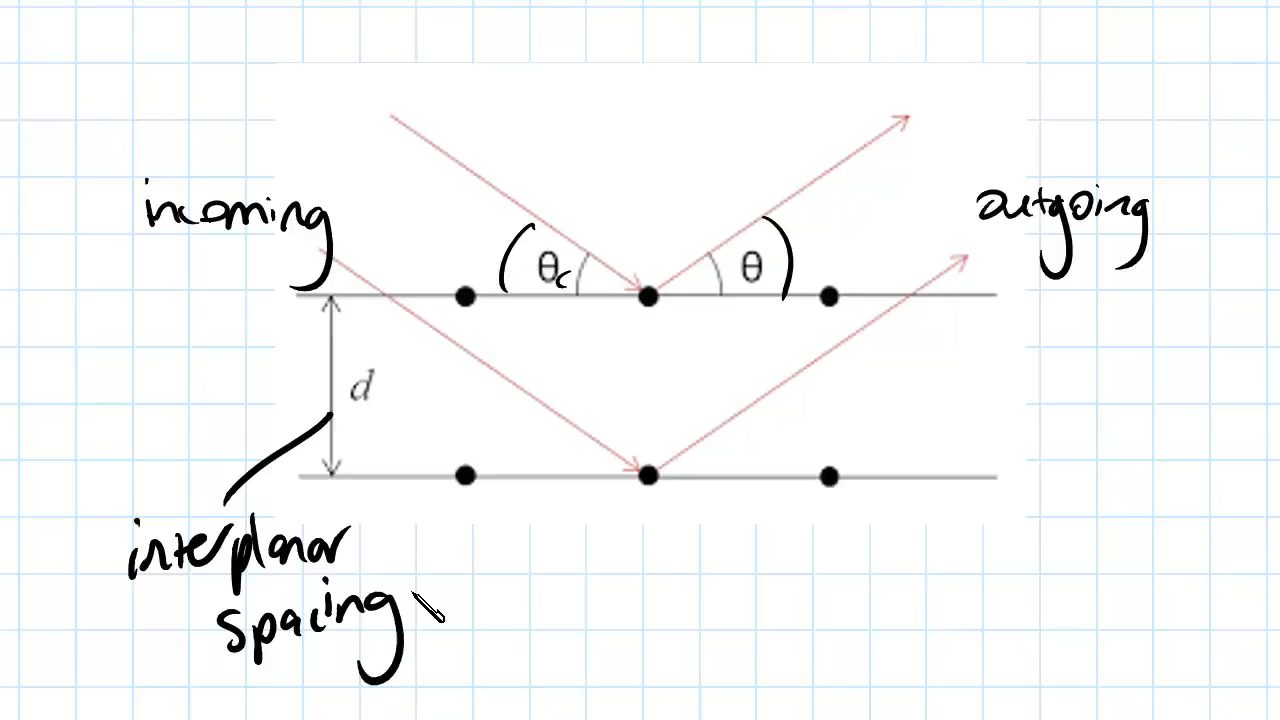 incoming
outgoing
θc
θ
d
interplanar
spacing